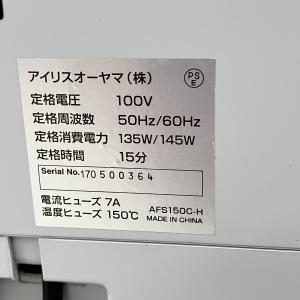 アイリスオーヤマ(株)
PS
E
定格電圧 100V
定格周波数 50Hz/60Hz
定格消費電力 135W/145W
定格時間 15分
Serial No.170500364
電流ヒューズ 7A
温度ヒューズ 150℃
AFS150C-H
MADE IN CHINA